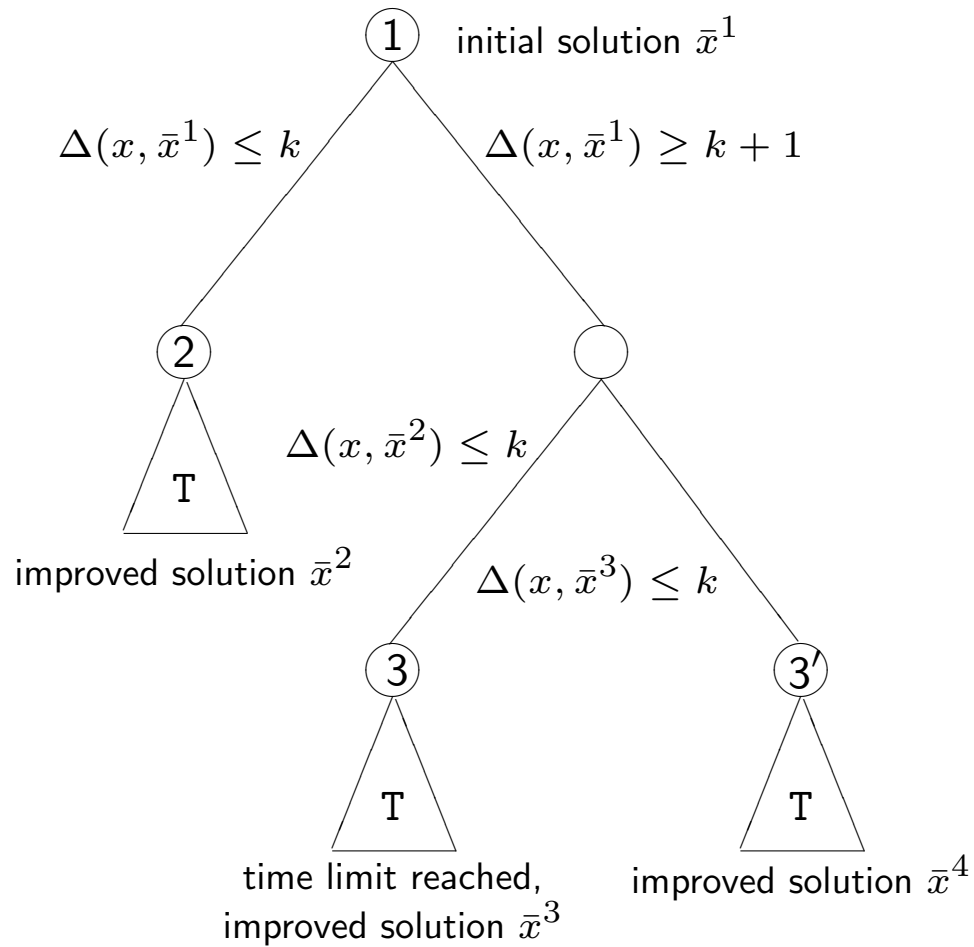 1
initial solution x̄¹
Δ(x, x̄¹) ≤ k
Δ(x, x̄¹) ≥ k + 1
2
Δ(x, x̄²) ≤ k
T
improved solution x̄²
Δ(x, x̄³) ≤ k
3
3′
T
T
time limit reached,
improved solution x̄³
improved solution x̄⁴